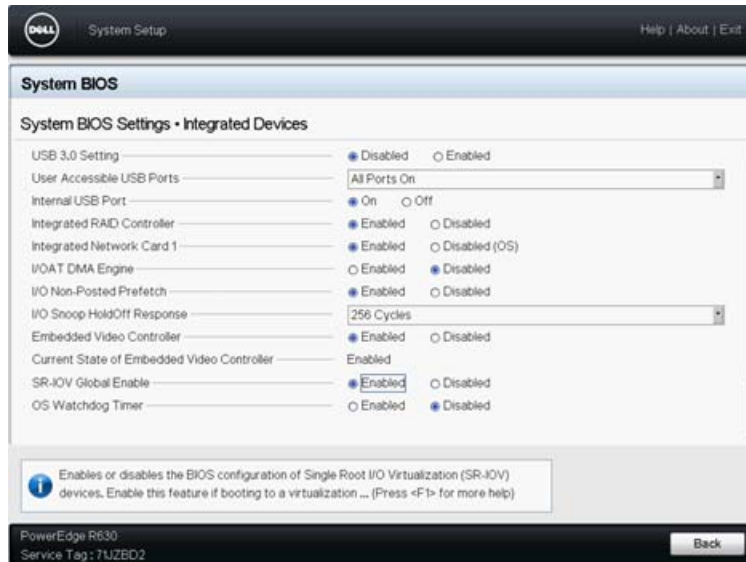 DELL System Setup Help | About | Exit
System BIOS
System BIOS Settings • Integrated Devices
USB 3.0 Setting Disabled Enabled
User Accessible USB Ports All Ports On
Internal USB Port On Off
Integrated RAID Controller Enabled Disabled
Integrated Network Card 1 Enabled Disabled (OS)
I/OAT DMA Engine Enabled Disabled
I/O Non-Posted Prefetch Enabled Disabled
I/O Snoop HoldOff Response 256 Cycles
Embedded Video Controller Enabled Disabled
Current State of Embedded Video Controller Enabled
SR-IOV Global Enable Enabled Disabled
OS Watchdog Timer Enabled Disabled
Enables or disables the BIOS configuration of Single Root I/O Virtualization (SR-IOV)
devices. Enable this feature if booting to a virtualization ... (Press <F1> for more help)
PowerEdge R630
Service Tag : 71JZBD2
Back